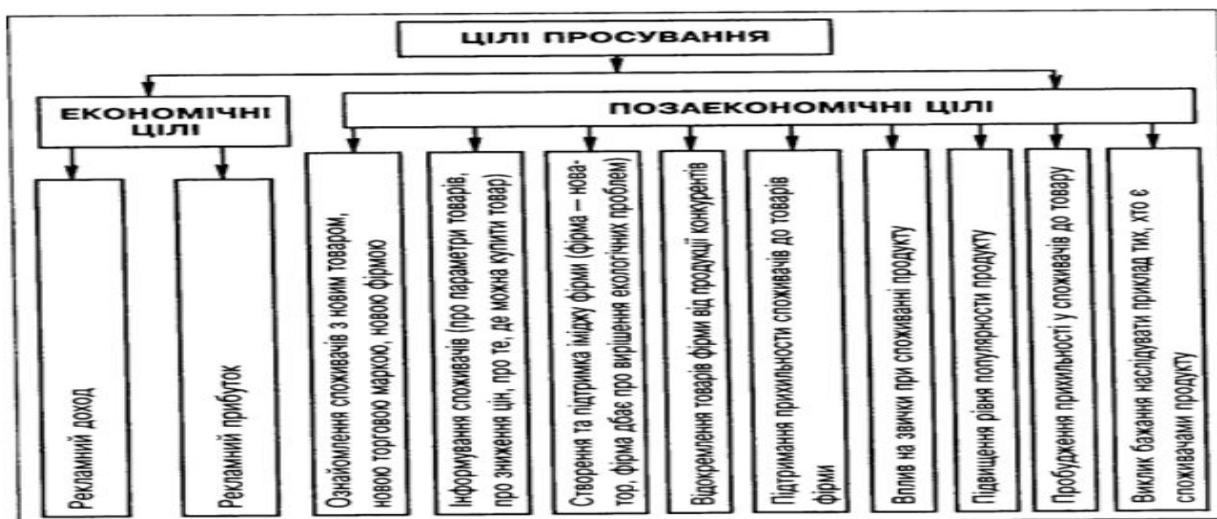 ЦІЛІ ПРОСУВАННЯ
ЕКОНОМІЧНІ
ЦІЛІ
ПОЗАЕКОНОМІЧНІ ЦІЛІ
Рекламний доход
Рекламний прибуток
Ознайомлення споживачів з новим товаром,
новою торговою маркою, новою фірмою
Інформування споживачів (про параметри товарів,
про зниження цін, про те, де можна купити товар)
Створення та підтримка іміджу фірми (фірма – нова-
тор, фірма дбає про вирішення екологічних проблем)
Відокремлення товарів фірми від продукції конкурентів
Підтримання прихильности споживачів до товарів
фірми
Вплив на звички при споживанні продукту
Підвищення рівня популярности продукту
Пробудження прихильності у споживачів до товару
Виклик бажання наслідувати приклад тих, хто є
споживачами продукту